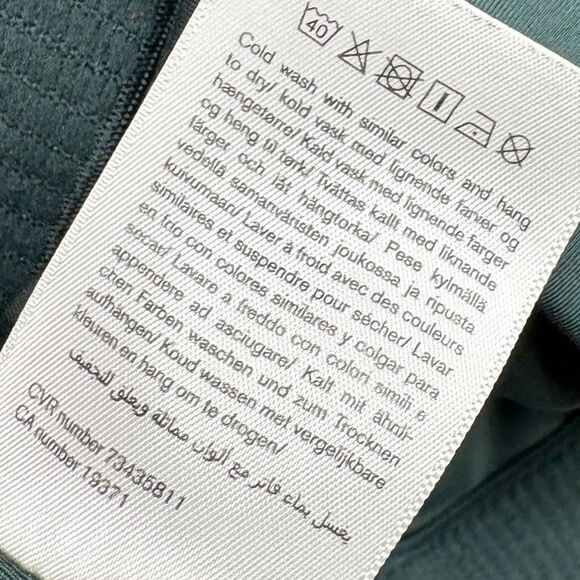 40
Cold wash with similar colors and hang
to dry/ kold vask med lignende farver og
hængetørre/ Kald vask med lignende farger
og heng til tørk/ Tvättas kallt med liknande
färger och låt hängtorka/ Pese kylmällä
vedellä samanväristen joukossa ja ripusta
kuivumaan/ Laver à froid avec des couleurs
similaires et suspendre pour sécher/ Lavar
en frio con colores similares y colgar para
secar/ Lavare a freddo con colori simili e
appendere ad asciugare/ Kalt mit ähnli-
chen Farben waschen und zum Trocknen
aufhängen/ Koud wassen met vergelijkbare
kleuren en hang om te drogen/
يغسل بماء فاتر مع ألوان مماثلة ويعلق للتجفيف
CVR number 73435811
CA number 19371